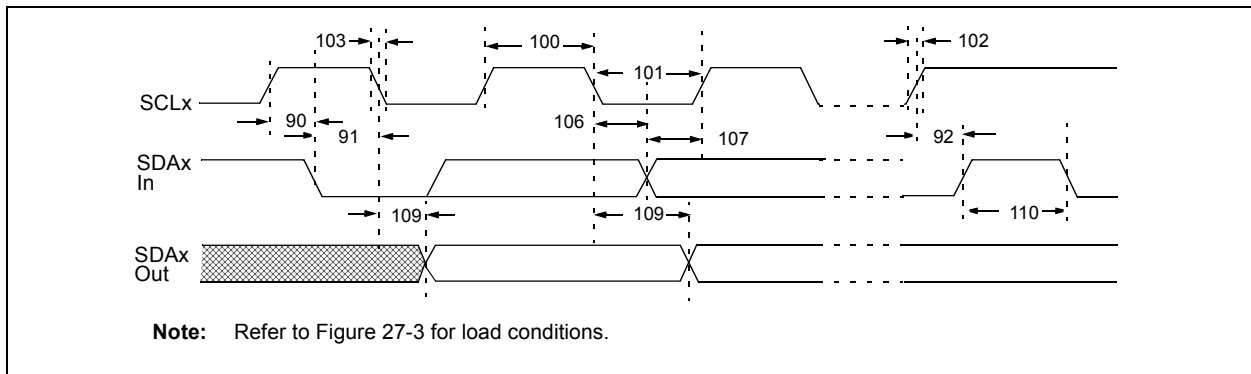 103
100
102
101
SCLx
90
91
106
107
92
SDAx
In
109
109
110
SDAx
Out
Note: Refer to Figure 27-3 for load conditions.